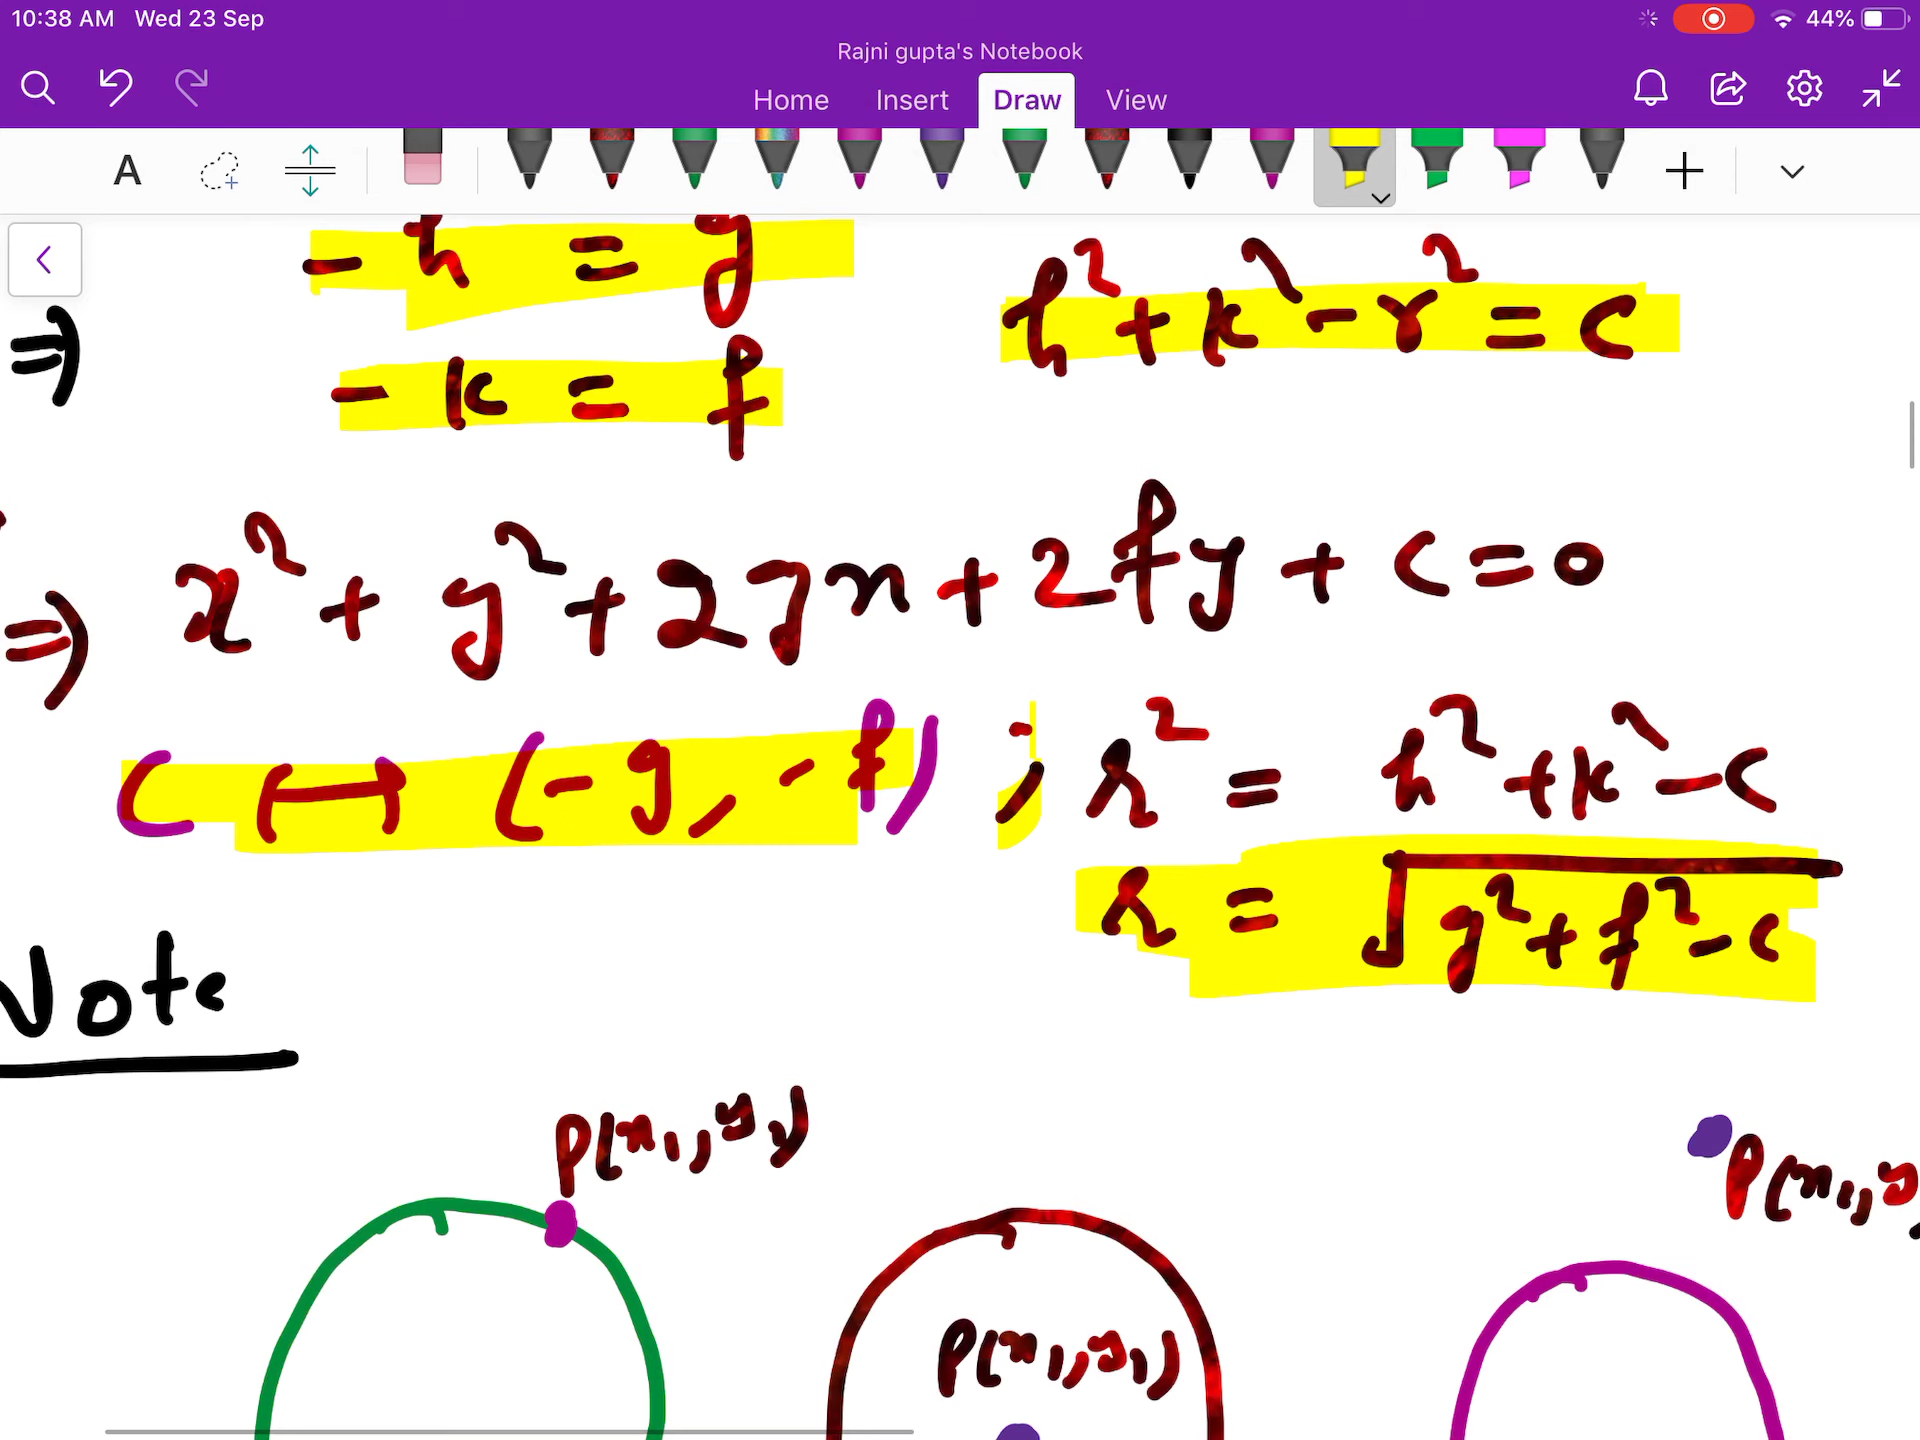 10:38 AM Wed 23 Sep
44%
Rajni gupta's Notebook
Home Insert Draw View
A
- h = g
h² + k² - r² = c
⇒
- k = f
⇒ x² + y² + 2gx + 2fy + c = 0
C ↔ (-g, -f) ; r² = h² + k² - c
r = √g² + f² - c
Note
P(x₁, y₁)
P(x₁, y
P(x₁, y₁)